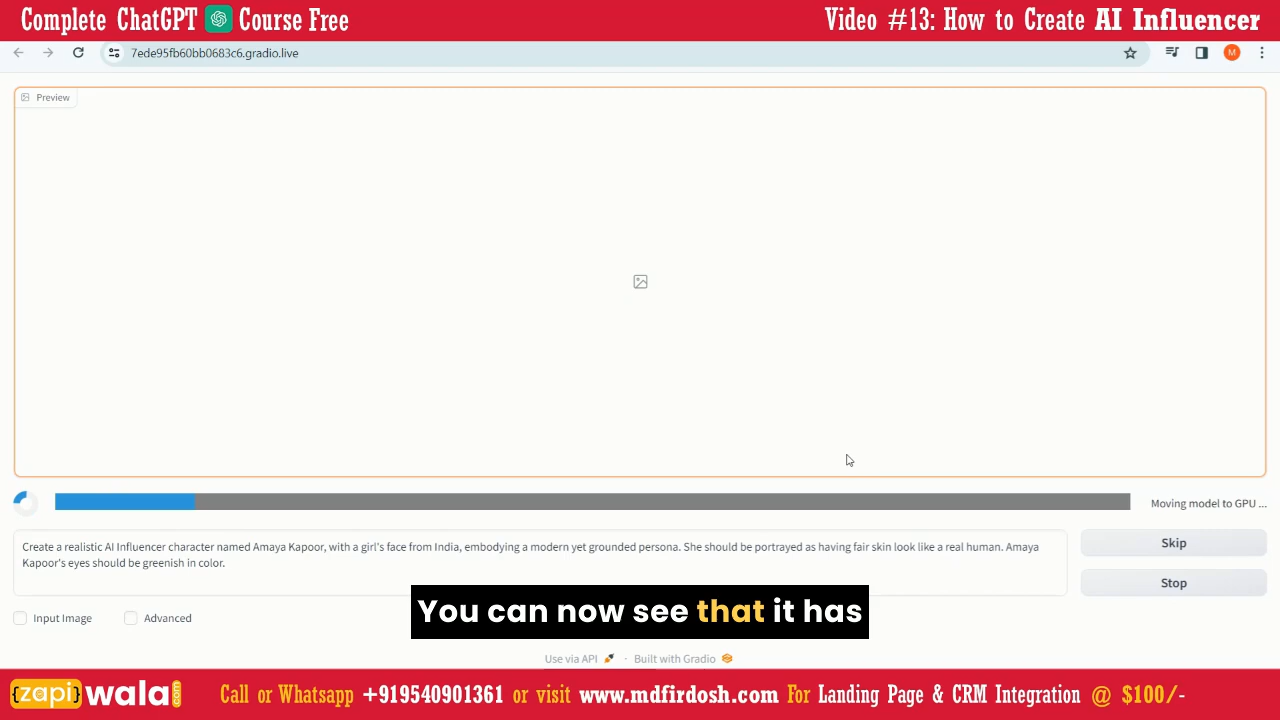 Complete ChatGPT Course Free
Video #13: How to Create AI Influencer
7ede95fb60bb0683c6.gradio.live
M
Preview
Moving model to GPU ...
Create a realistic AI Influencer character named Amaya Kapoor, with a girl's face from India, embodying a modern yet grounded persona. She should be portrayed as having fair skin look like a real human. Amaya
Kapoor's eyes should be greenish in color.
Skip
Stop
You can now see that it has
Input Image
Advanced
Use via API · Built with Gradio
{zapi}wala.com
Call or Whatsapp +919540901361 or visit www.mdfirdosh.com For Landing Page & CRM Integration @ $100/-